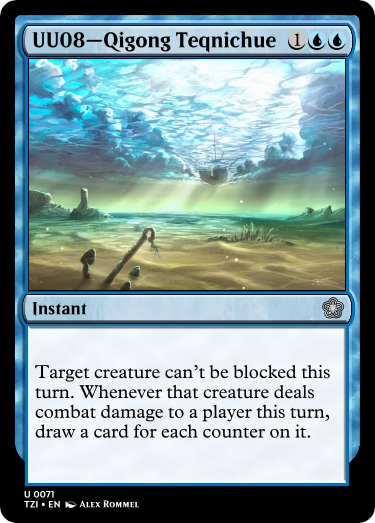 UU08—Qigong Teqnichue 1
Instant
Target creature can't be blocked this
turn. Whenever that creature deals
combat damage to a player this turn,
draw a card for each counter on it.
U 0071
TZI • EN Alex Rommel